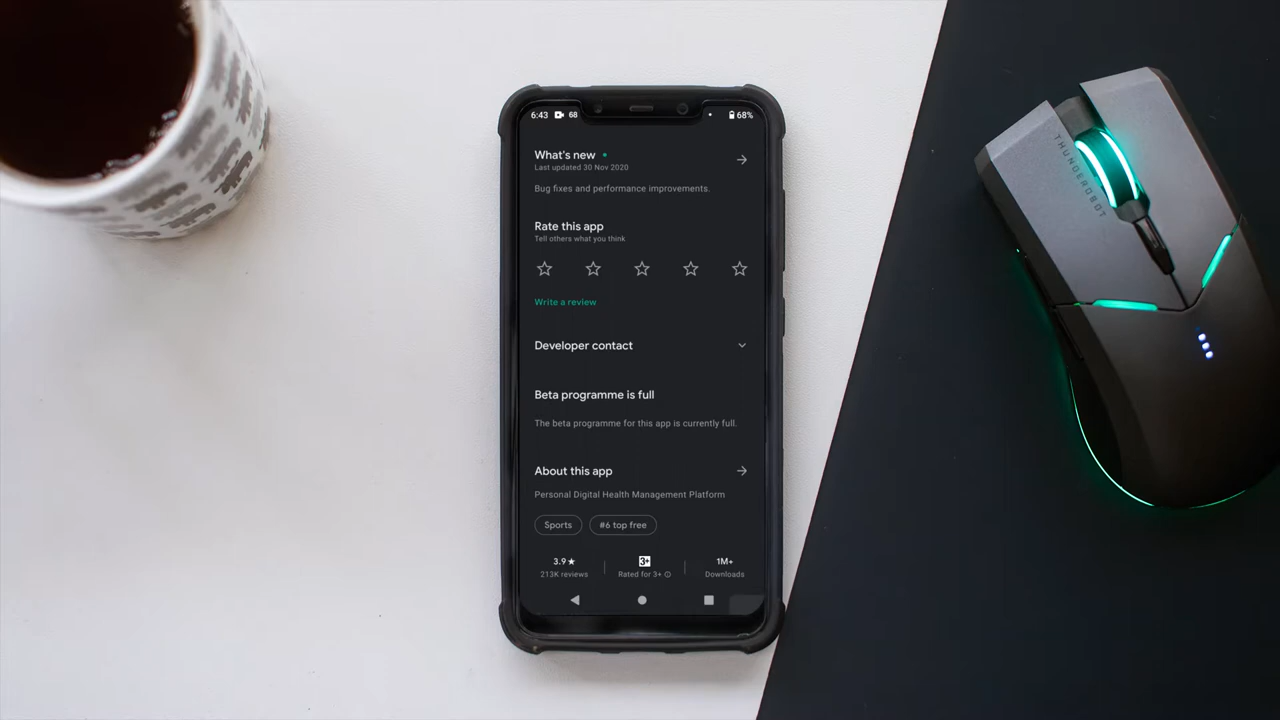 6:43 68 68%
What's new
Last updated 30 Nov 2020
Bug fixes and performance improvements.
Rate this app
Tell others what you think
Write a review
Developer contact
Beta programme is full
The beta programme for this app is currently full.
About this app
Personal Digital Health Management Platform
Sports #6 top free
3.9★ 3+ 1M+
213K reviews Rated for 3+ Downloads
THUNDEROBOT